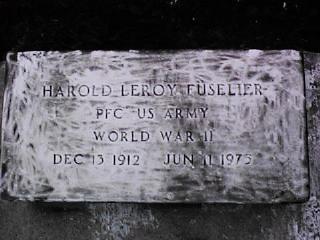 HAROLD LEROY FUSELIER
PFC US ARMY
WORLD WAR II
DEC 13 1912 JUN 11 1975